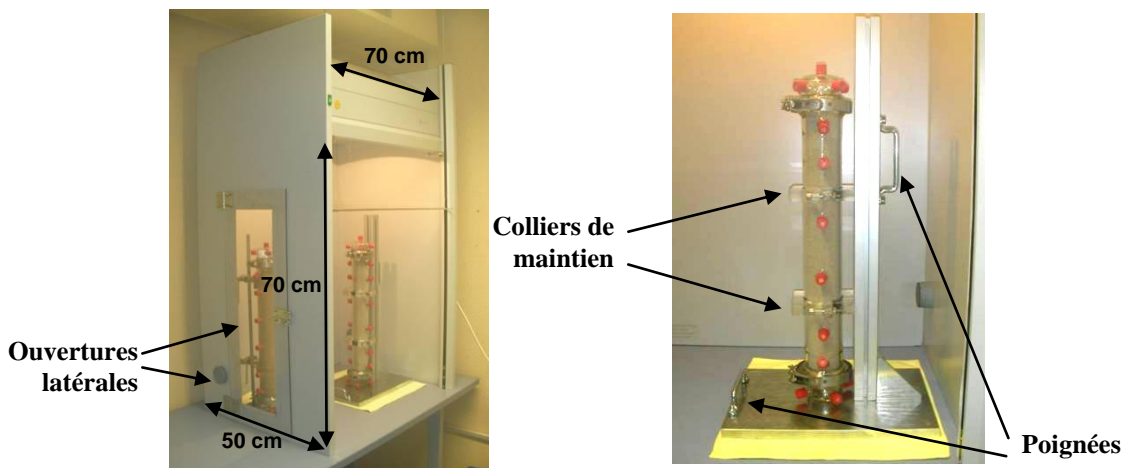 70 cm
Colliers de
maintien
70 cm
Ouvertures
latérales
50 cm
Poignées